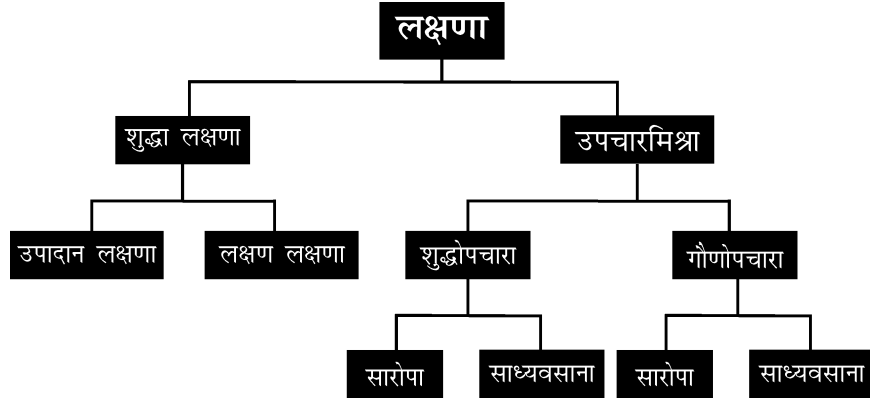 लक्षणा
शुद्धा लक्षणा
उपचारमिश्रा
उपादान लक्षणा
लक्षण लक्षणा
शुद्धोपचारा
गौणोपचारा
सारोपा
साध्यवसाना
सारोपा
साध्यवसाना